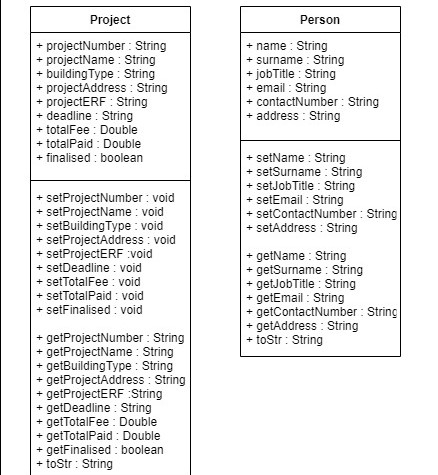 Project
+ projectNumber : String
+ projectName : String
+ buildingType : String
+ projectAddress : String
+ projectERF : String
+ deadline : String
+ totalFee : Double
+ totalPaid : Double
+ finalised : boolean
+ setProjectNumber : void
+ setProjectName : void
+ setBuildingType : void
+ setProjectAddress : void
+ setProjectERF :void
+ setDeadline : void
+ setTotalFee : void
+ setTotalPaid : void
+ setFinalised : void
+ getProjectNumber : String
+ getProjectName : String
+ getBuildingType : String
+ getProjectAddress : String
+ getProjectERF :String
+ getDeadline : String
+ getTotalFee : Double
+ getTotalPaid : Double
+ getFinalised : boolean
+ toStr : String
Person
+ name : String
+ surname : String
+ jobTitle : String
+ email : String
+ contactNumber : String
+ address : String
+ setName : String
+ setSurname : String
+ setJobTitle : String
+ setEmail : String
+ setContactNumber : String
+ setAddress : String
+ getName : String
+ getSurname : String
+ getJobTitle : String
+ getEmail : String
+ getContactNumber : String
+ getAddress : String
+ toStr : String